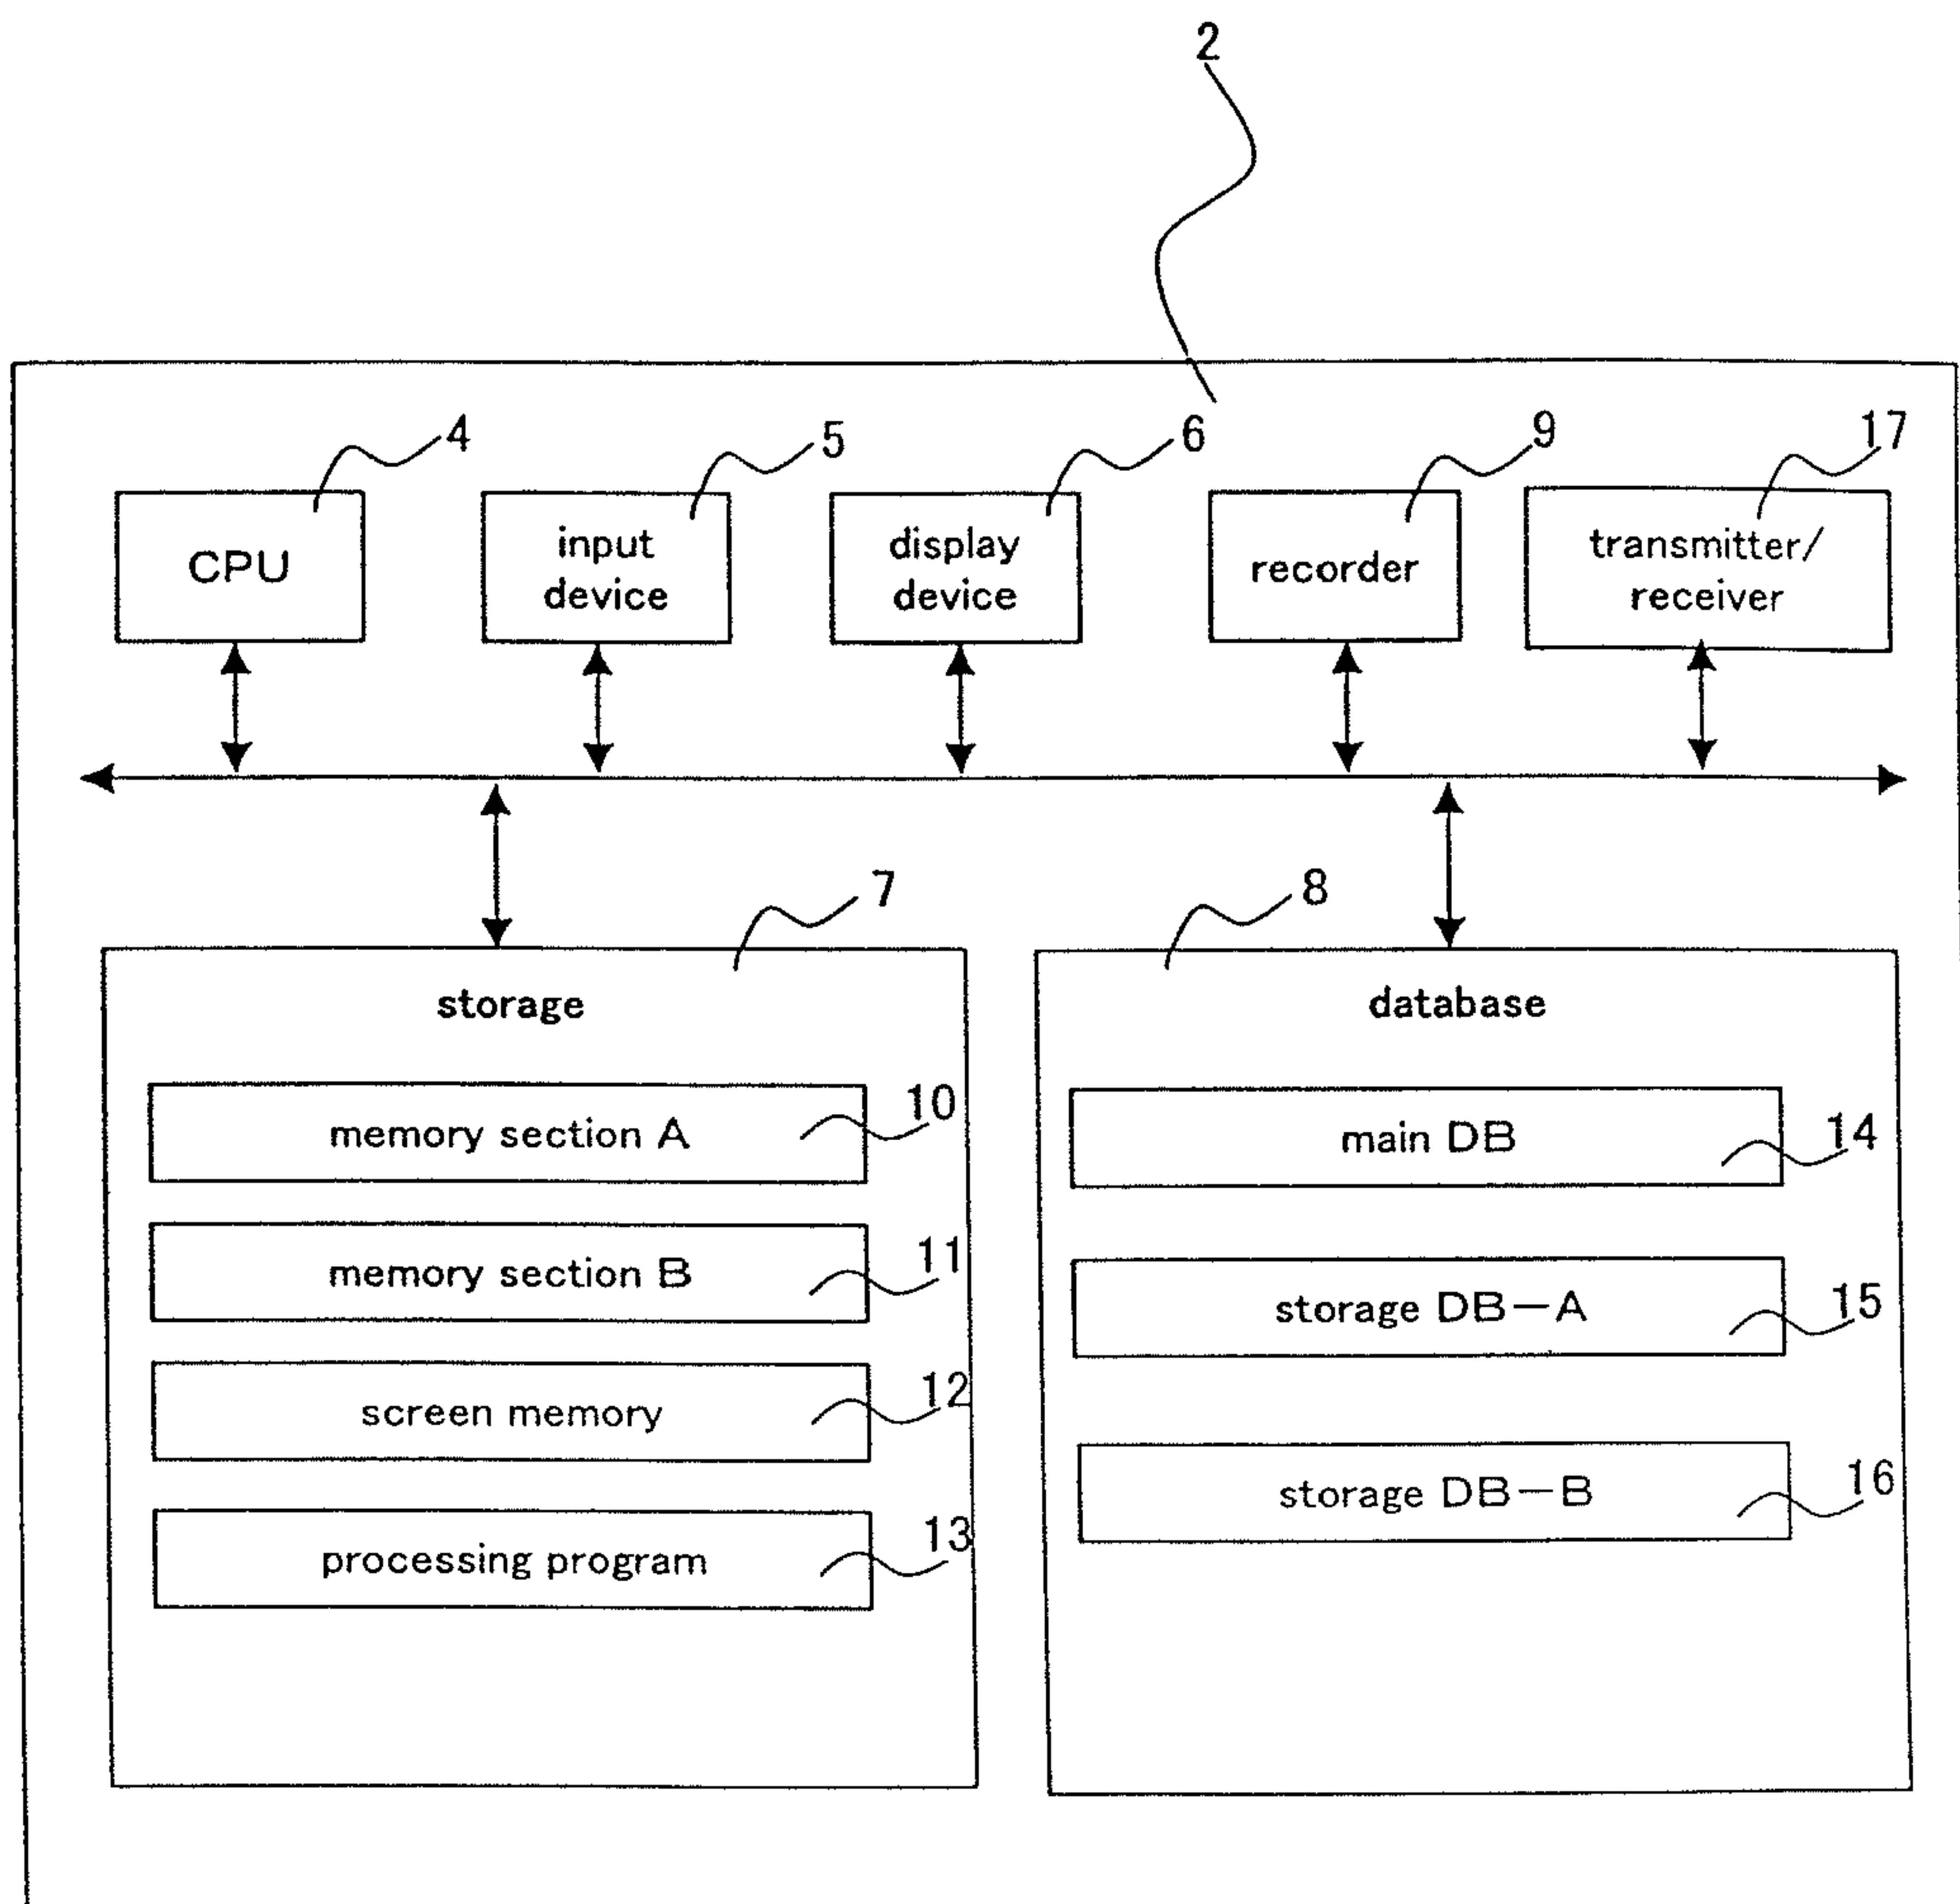 2
4
5
6
9
17
CPU
input
device
display
device
recorder
transmitter/
receiver
7
8
storage
database
10
memory section A
11
memory section B
12
screen memory
13
processing program
14
main DB
15
storage DB－A
16
storage DB－B